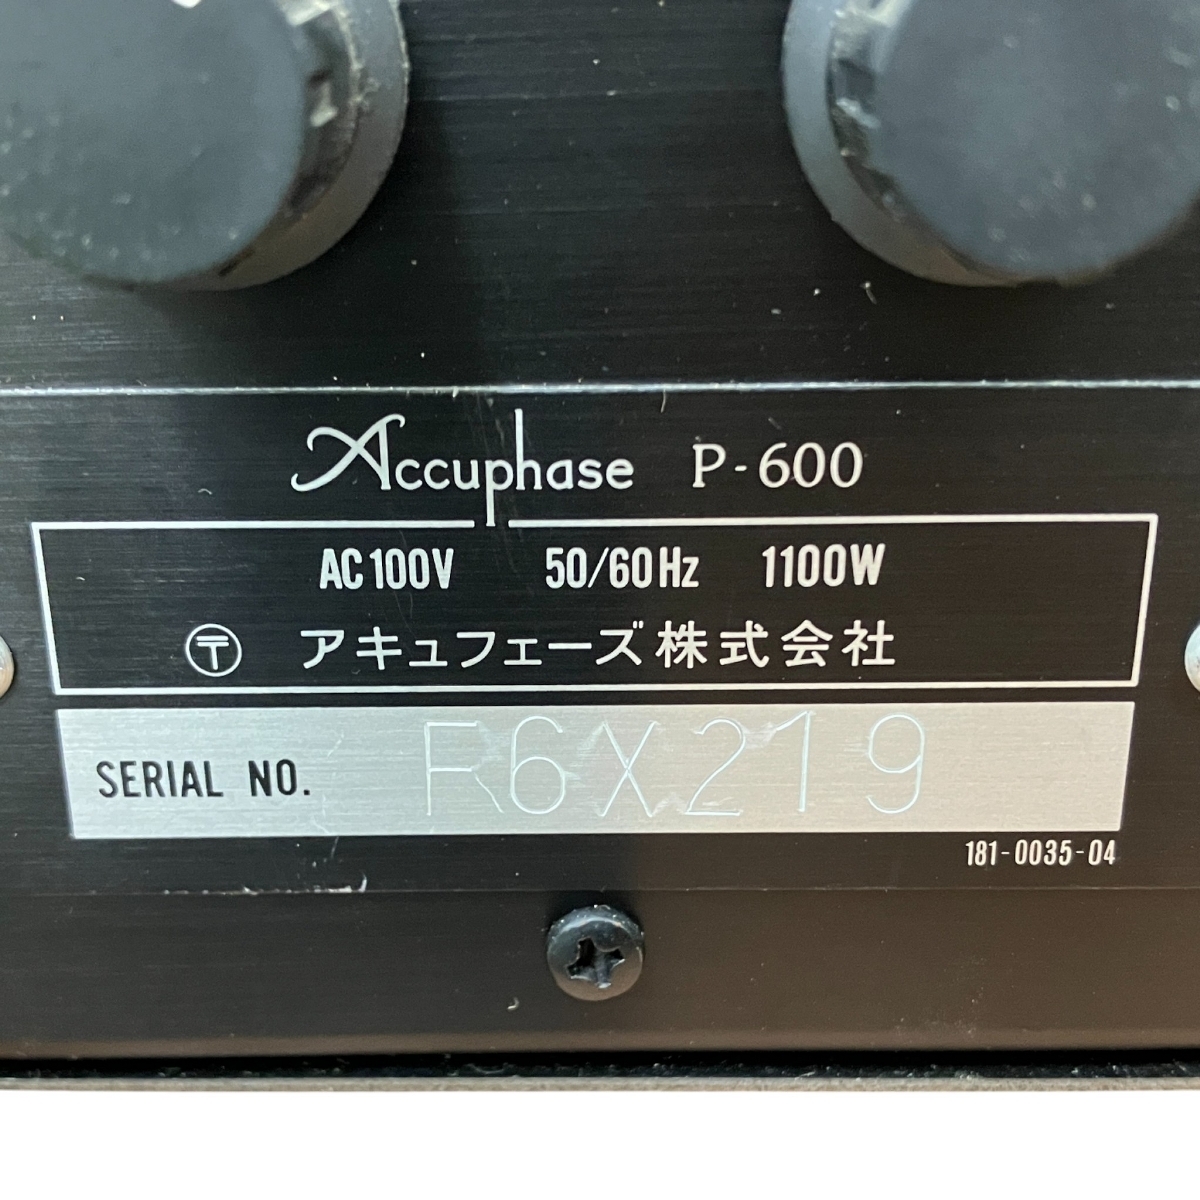 Accuphase P-600
AC100V 50/60Hz 1100W
〒 アキュフェーズ株式会社
SERIAL NO. R6X219
181-0035-04